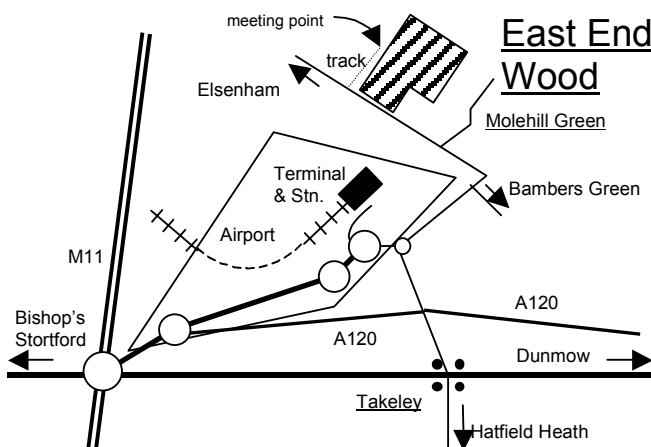 meeting point
East End
Wood
track
Elsenham
Molehill Green
Terminal
& Stn.
Bambers Green
Airport
M11
A120
Bishop's
Stortford
A120
Dunmow
Takeley
Hatfield Heath